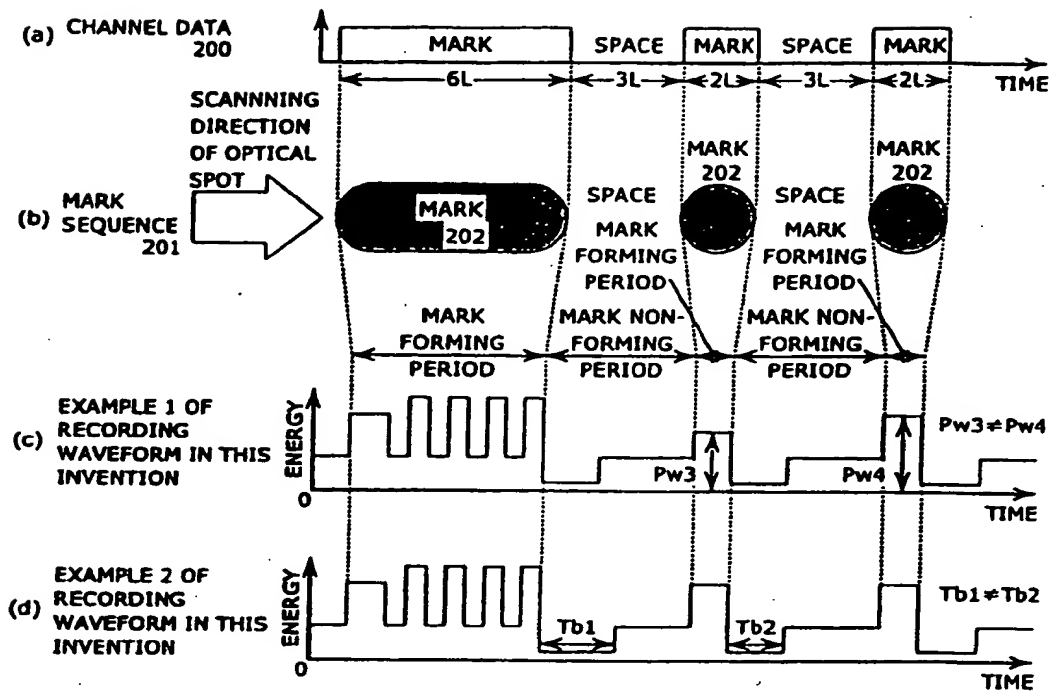 (a) CHANNEL DATA
200
MARK
SPACE
MARK
SPACE
MARK
6L
3L
2L
3L
2L
TIME
SCANNNING
DIRECTION
OF OPTICAL
SPOT
(b) MARK
SEQUENCE
201
MARK
202
SPACE
MARK
202
SPACE
MARK
202
MARK
FORMING
PERIOD
MARK
FORMING
PERIOD
MARK
FORMING
PERIOD
MARK NON-
FORMING
PERIOD
MARK NON-
FORMING
PERIOD
(c) EXAMPLE 1 OF
RECORDING
WAVEFORM IN THIS
INVENTION
ENERGY
0
Pw3
Pw4
Pw3≠Pw4
TIME
(d) EXAMPLE 2 OF
RECORDING
WAVEFORM IN THIS
INVENTION
ENERGY
0
Tb1
Tb2
Tb1≠Tb2
TIME